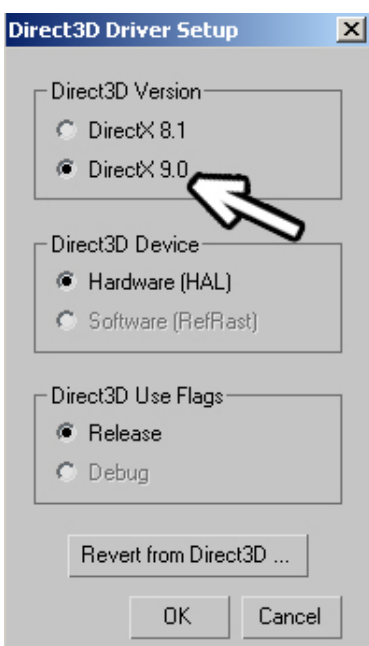 Direct3D Driver Setup
Direct3D Version
DirectX 8.1
DirectX 9.0
Direct3D Device
Hardware (HAL)
Software (RefRast)
Direct3D Use Flags
Release
Debug
Revert from Direct3D ...
OK Cancel